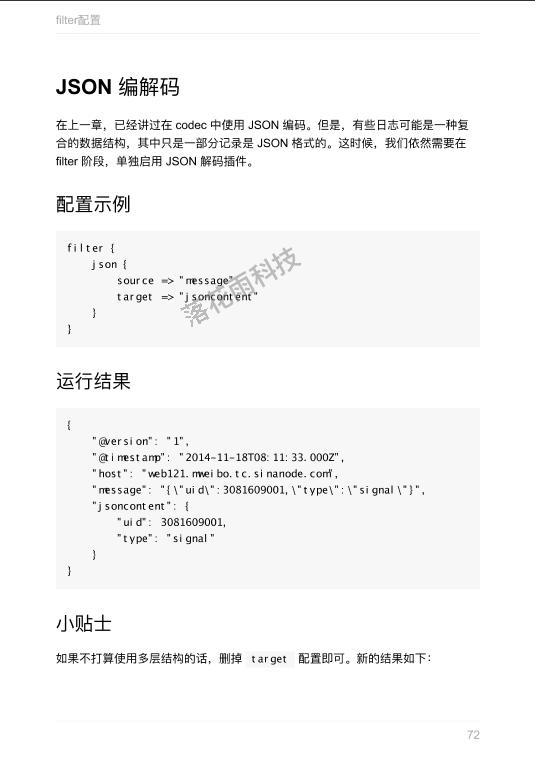 filter配置
JSON 编解码
在上一章，已经讲过在 codec 中使用 JSON 编码。但是，有些日志可能是一种复
合的数据结构，其中只是一部分记录是 JSON 格式的。这时候，我们依然需要在
filter 阶段，单独启用 JSON 解码插件。
配置示例
filter {
    json {
        source => "message"
        target => "jsoncontent"
    }
}
落花雨科技
运行结果
{
    "@version": "1",
    "@timestamp": "2014-11-18T08:11:33.000Z",
    "host": "web121.mweibo.tc.sinanode.com",
    "message": "{\"uid\":3081609001,\"type\":\"signal\"}",
    "jsoncontent": {
        "uid": 3081609001,
        "type": "signal"
    }
}
小贴士
如果不打算使用多层结构的话，删掉 target 配置即可。新的结果如下：
72